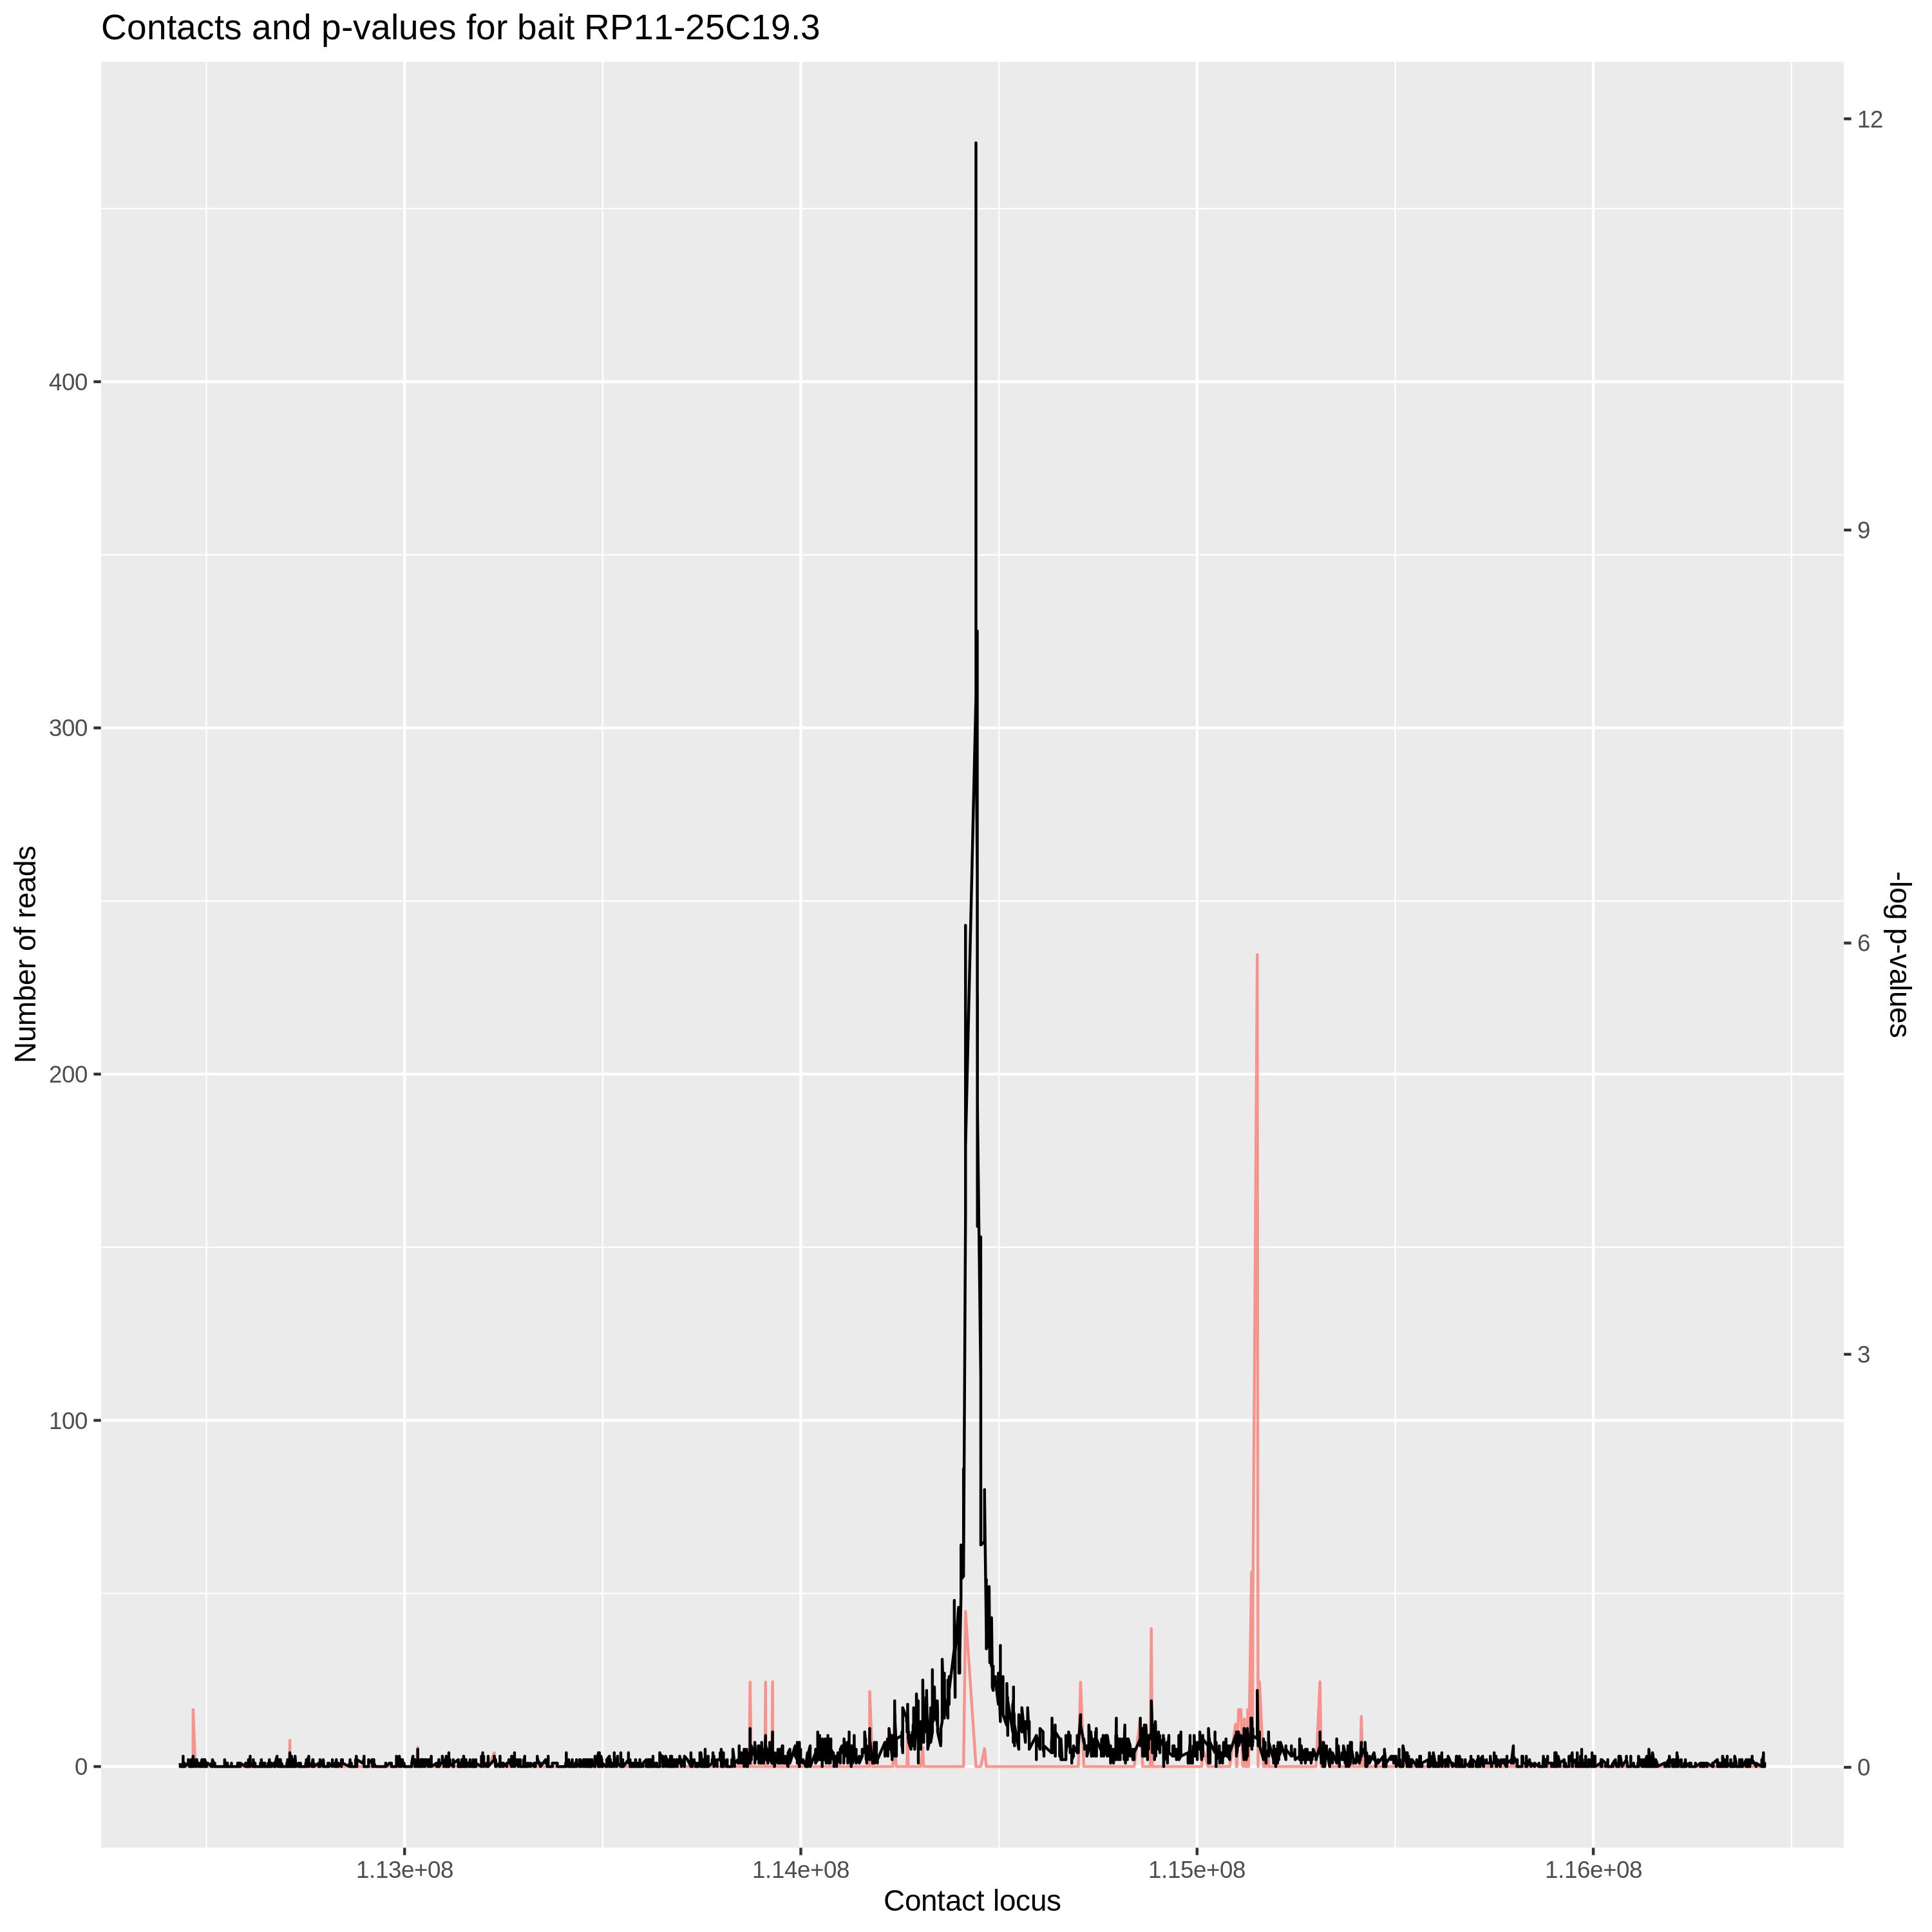 Contacts and p-values for bait RP11-25C19.3
12
9
6
3
0
400
300
200
100
0
Number of reads
-log p-values
1.13e+08
1.14e+08
1.15e+08
1.16e+08
Contact locus